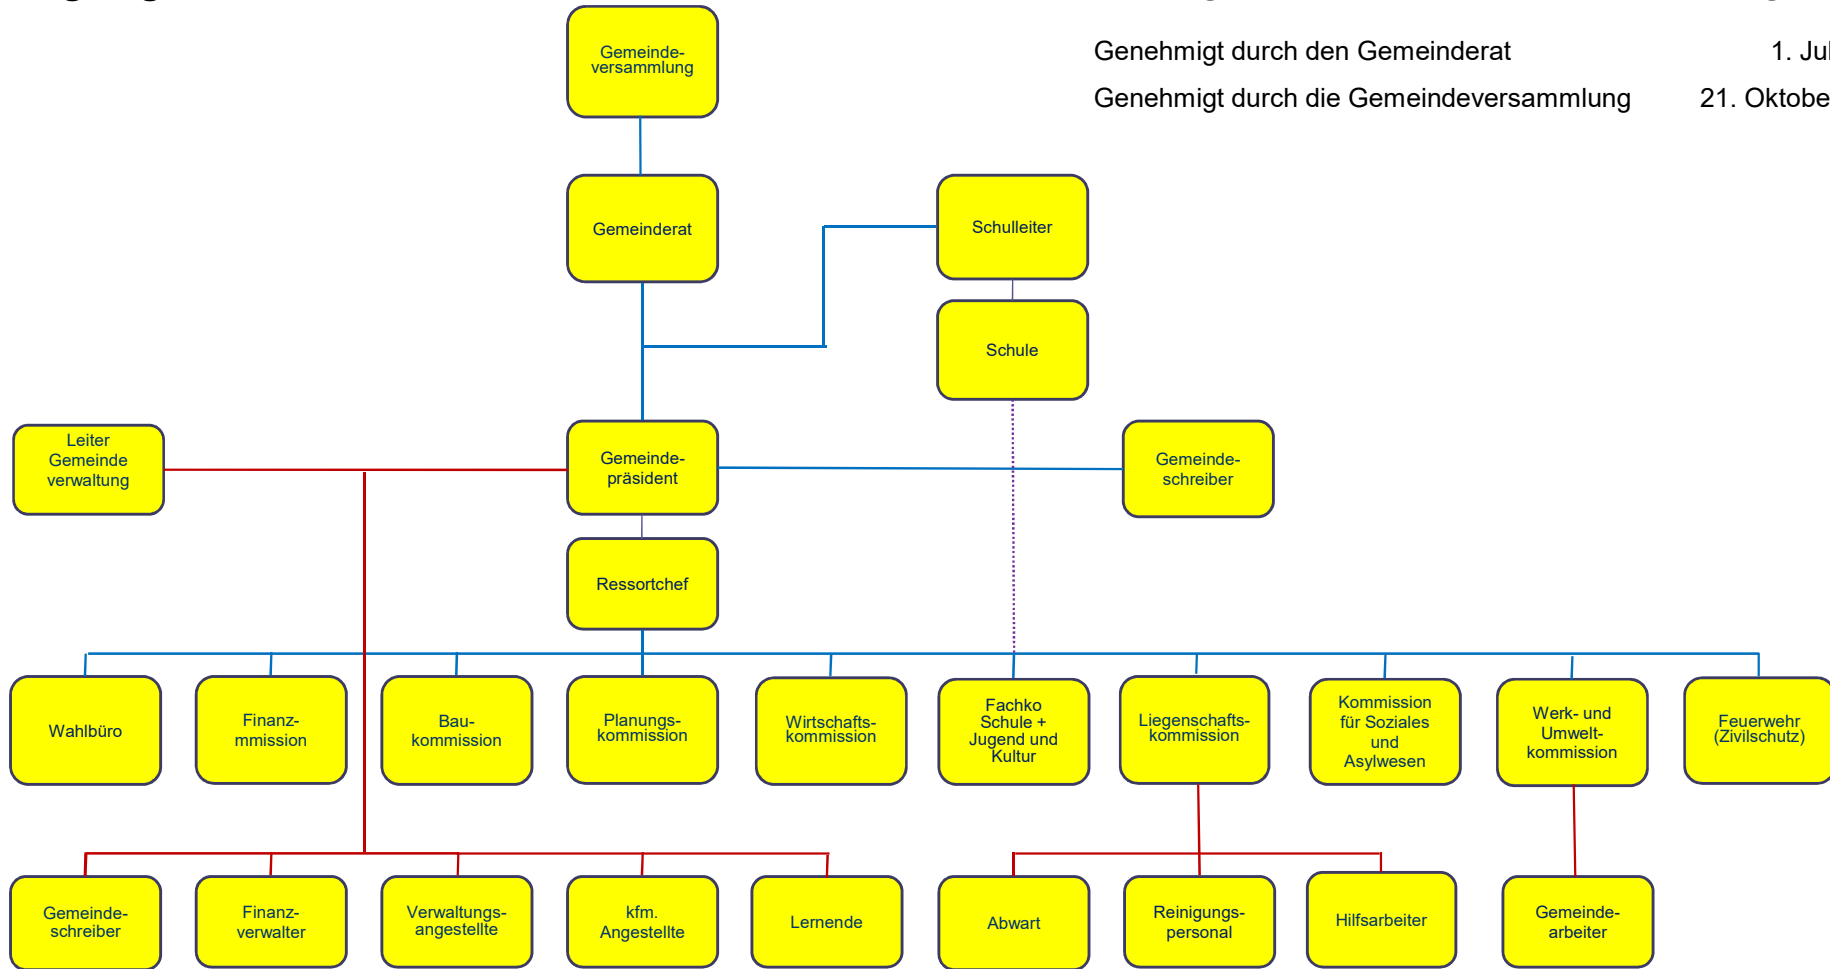 Gemeinde-
versammlung
Genehmigt durch den Gemeinderat
1. Jul
Genehmigt durch die Gemeindeversammlung
21. Oktobe
Gemeinderat
Schulleiter
Schule
Leiter
Gemeinde
verwaltung
Gemeinde-
präsident
Gemeinde-
schreiber
Ressortchef
Wahlbüro
Finanz-
mmission
Bau-
kommission
Planungs-
kommission
Wirtschafts-
kommission
Fachko
Schule +
Jugend und
Kultur
Liegenschafts-
kommission
Kommission
für Soziales
und
Asylwesen
Werk- und
Umwelt-
kommission
Feuerwehr
(Zivilschutz)
Gemeinde-
schreiber
Finanz-
verwalter
Verwaltungs-
angestellte
kfm.
Angestellte
Lernende
Abwart
Reinigungs-
personal
Hilfsarbeiter
Gemeinde-
arbeiter